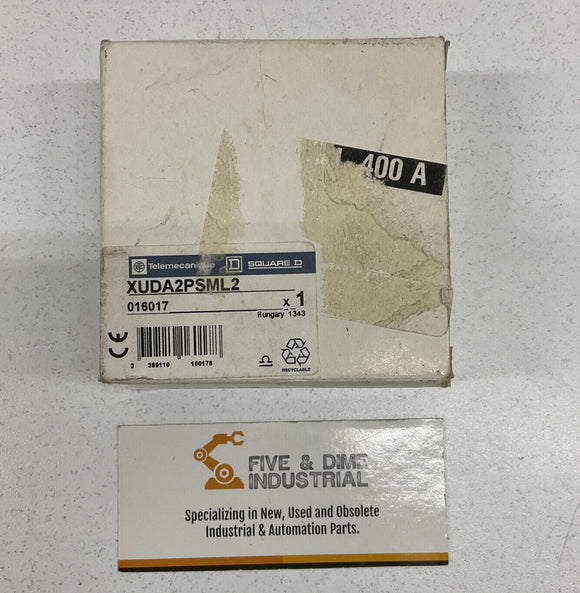 400 A
Telemecanique
SQUARE D
XUDA2PSML2
016017 x 1
Hungary 1343
CE
3 389110 160178
RECYCLABLE
FIVE & DIME
INDUSTRIAL
Specializing in New, Used and Obsolete
Industrial & Automation Parts.